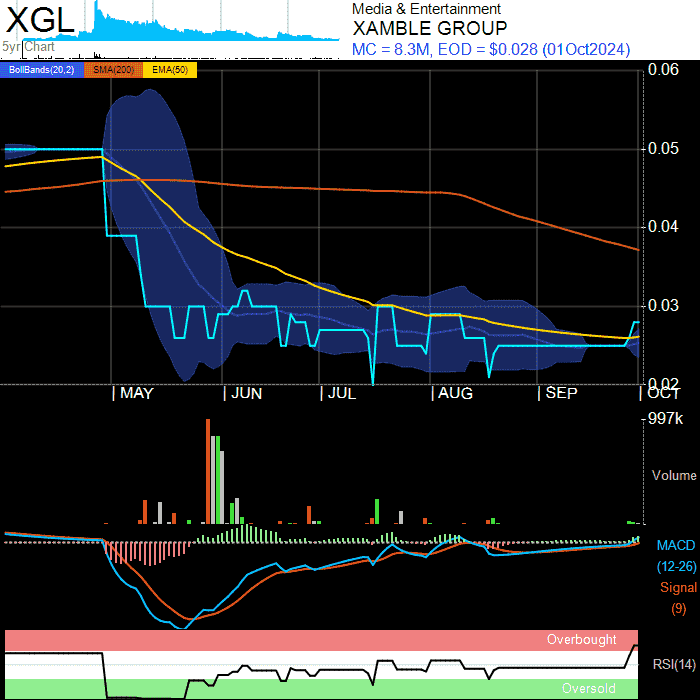 XGL
5yr Chart
Media & Entertainment
XAMBLE GROUP
MC = 8.3M, EOD = $0.028 (01Oct2024)
BollBands(20,2) SMA(200) EMA(50)
0.06
0.05
0.04
0.03
0.02
MAY JUN JUL AUG SEP OCT
997k
Volume
MACD
(12-26)
Signal
(9)
Overbought
RSI(14)
Oversold